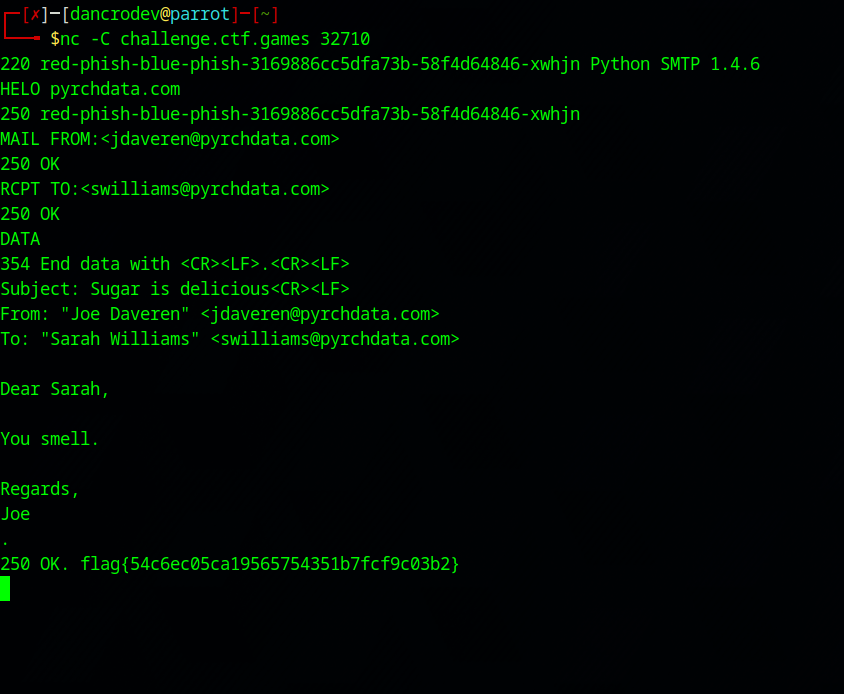 ┌─[✗]─[dancrodev@parrot]─[~]
└──╼ $nc -C challenge.ctf.games 32710
220 red-phish-blue-phish-3169886cc5dfa73b-58f4d64846-xwhjn Python SMTP 1.4.6
HELO pyrchdata.com
250 red-phish-blue-phish-3169886cc5dfa73b-58f4d64846-xwhjn
MAIL FROM:<jdaveren@pyrchdata.com>
250 OK
RCPT TO:<swilliams@pyrchdata.com>
250 OK
DATA
354 End data with <CR><LF>.<CR><LF>
Subject: Sugar is delicious<CR><LF>
From: "Joe Daveren" <jdaveren@pyrchdata.com>
To: "Sarah Williams" <swilliams@pyrchdata.com>
Dear Sarah,
You smell.
Regards,
Joe
.
250 OK. flag{54c6ec05ca19565754351b7fcf9c03b2}